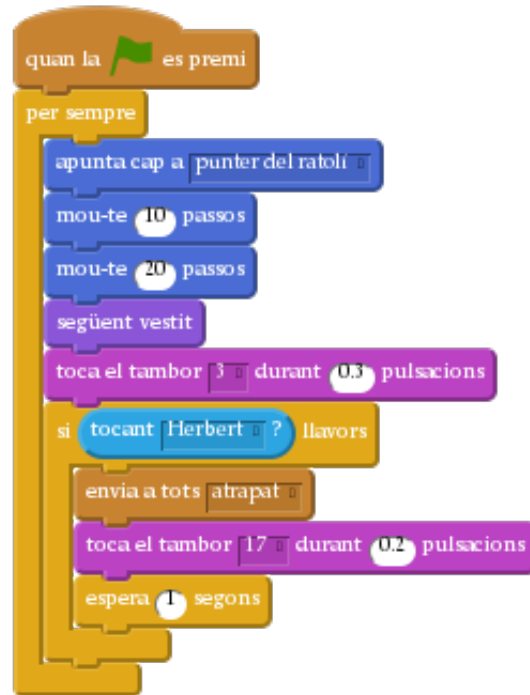 quan la es premi
per sempre
apunta cap a punter del ratolí
mou-te 10 passos
mou-te 20 passos
següent vestit
toca el tambor 3 durant 0.3 pulsacions
si tocant Herbert ? llavors
envia a tots atrapat
toca el tambor 17 durant 0.2 pulsacions
espera 1 segons